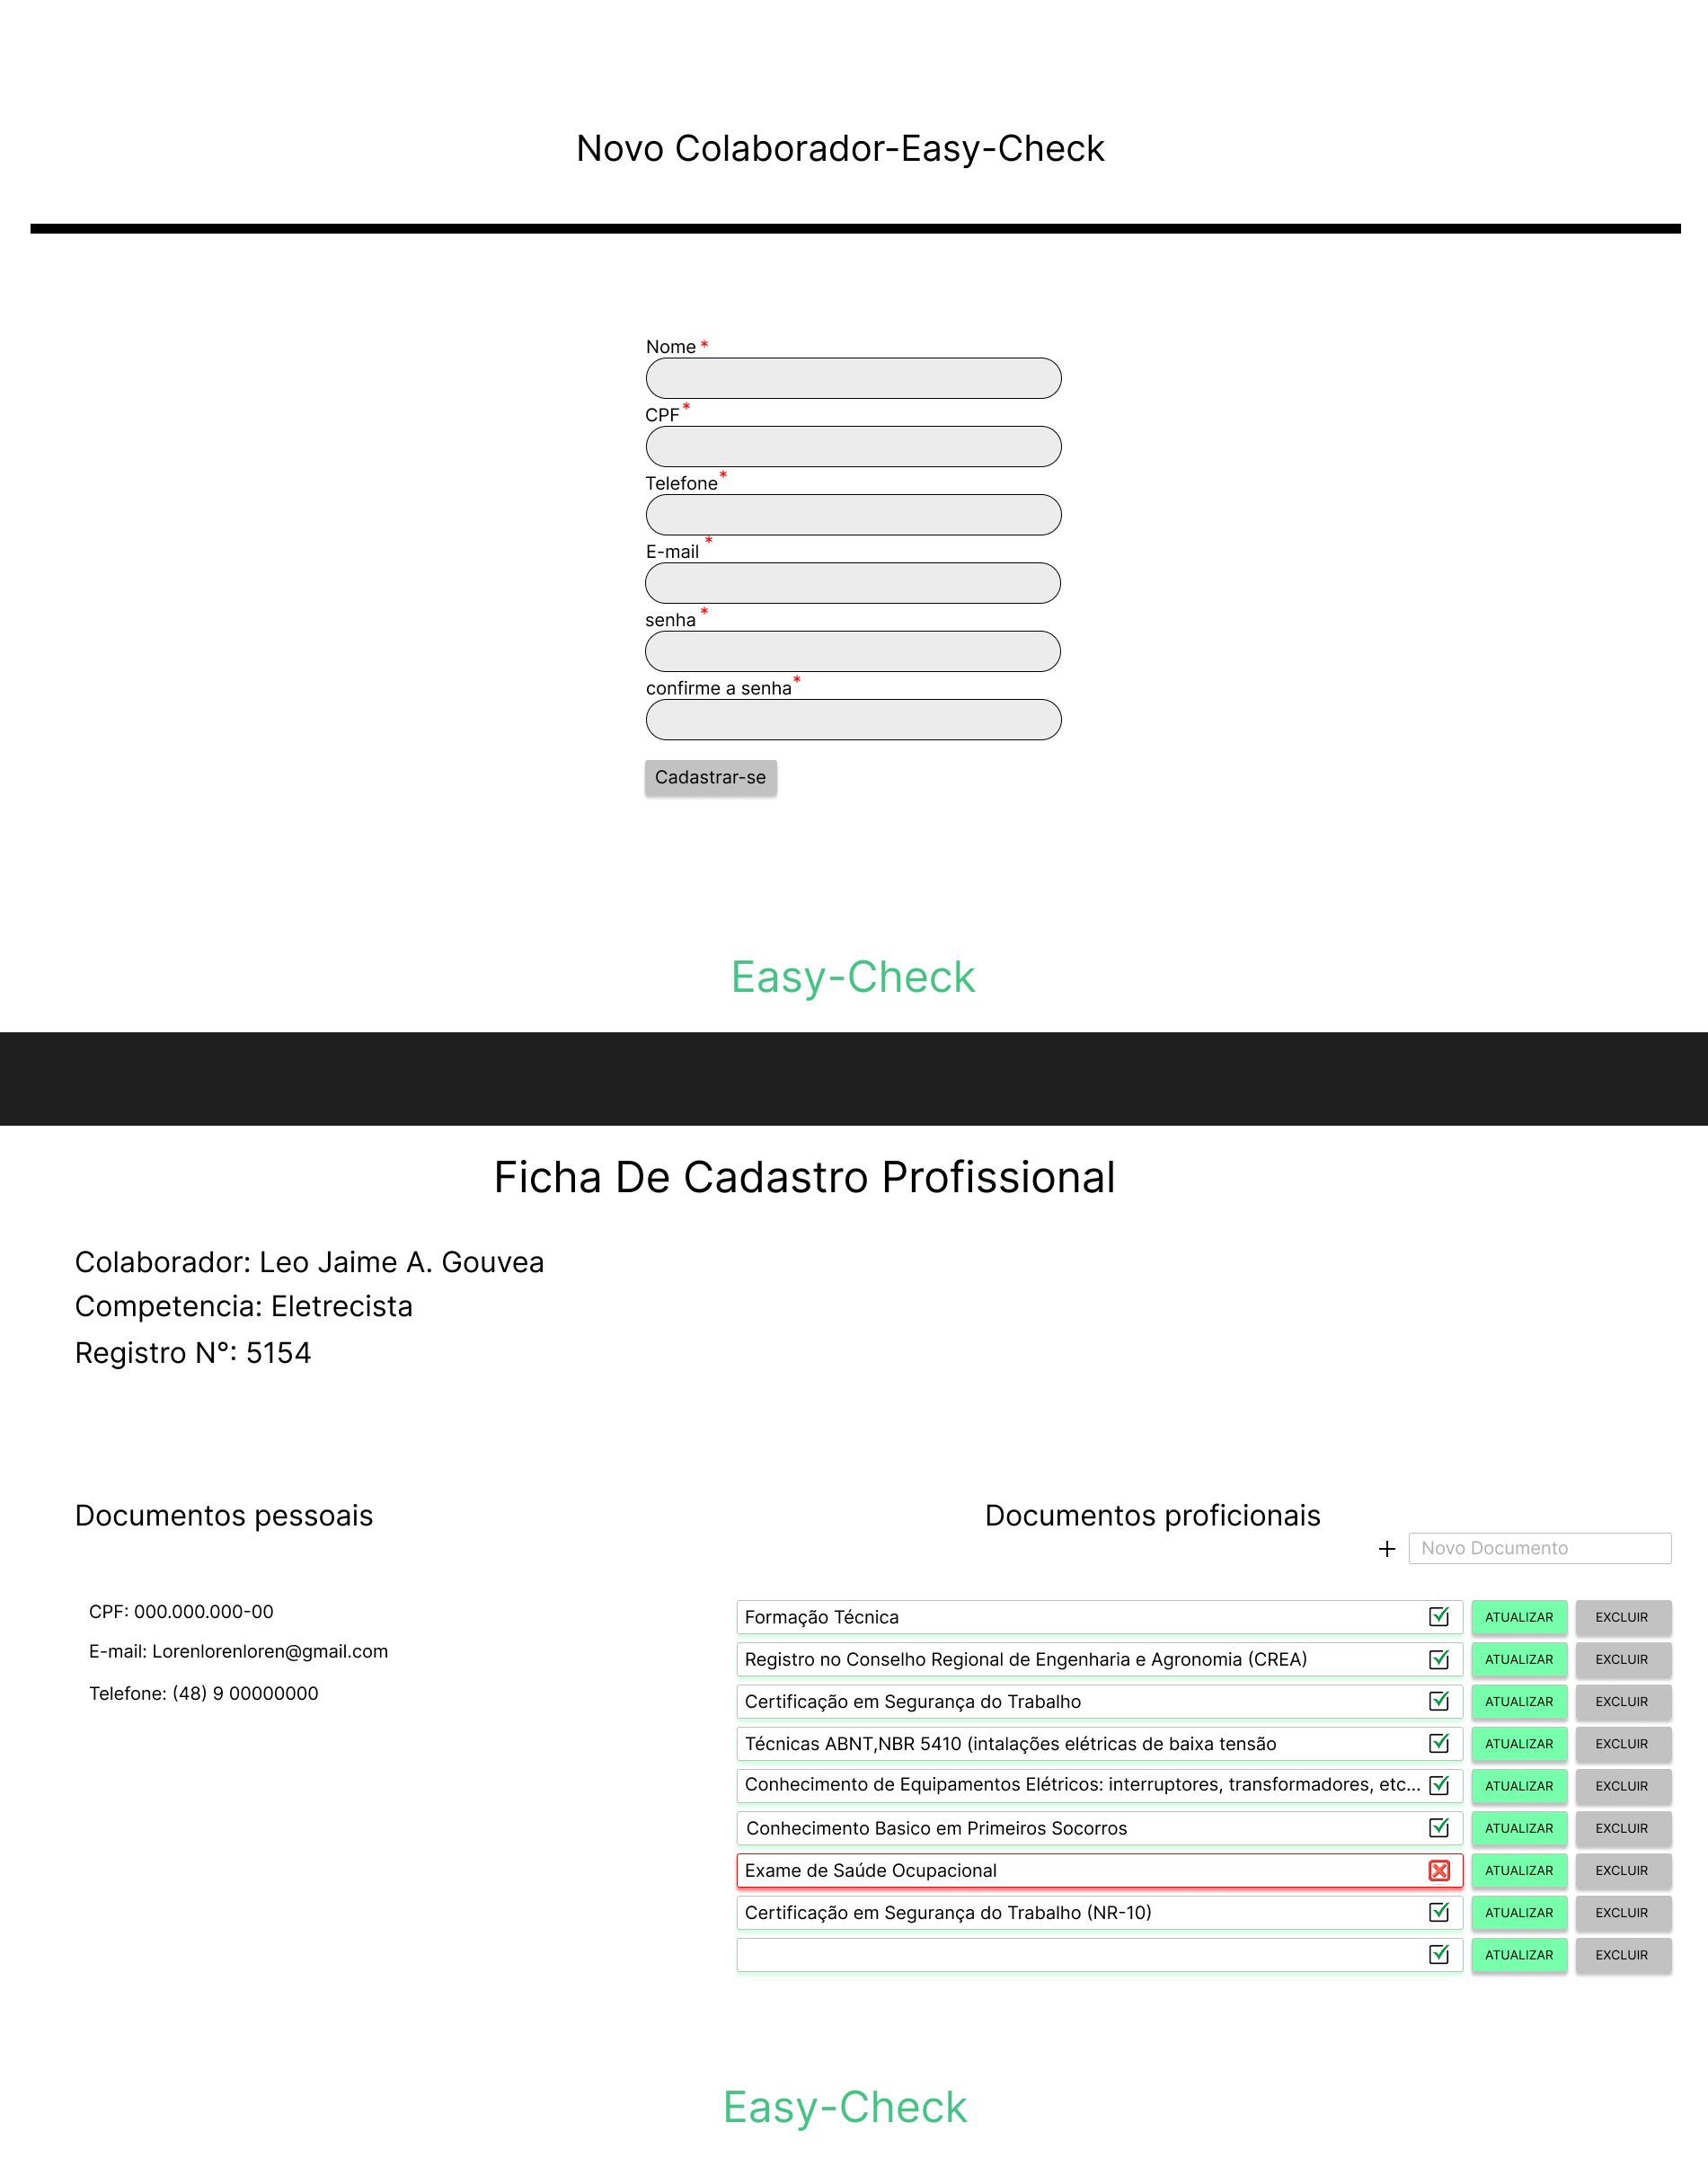 Novo Colaborador-Easy-Check
Nome *
CPF *
Telefone *
E-mail *
senha *
confirme a senha *
Cadastrar-se
Easy-Check
Ficha De Cadastro Profissional
Colaborador: Leo Jaime A. Gouvea
Competencia: Eletrecista
Registro N°: 5154
Documentos pessoais
Documentos proficionais
+ Novo Documento
CPF: 000.000.000-00
E-mail: Lorenlorenloren@gmail.com
Telefone: (48) 9 00000000
Formação Técnica ATUALIZAR EXCLUIR
Registro no Conselho Regional de Engenharia e Agronomia (CREA) ATUALIZAR EXCLUIR
Certificação em Segurança do Trabalho ATUALIZAR EXCLUIR
Técnicas ABNT,NBR 5410 (intalações elétricas de baixa tensão ATUALIZAR EXCLUIR
Conhecimento de Equipamentos Elétricos: interruptores, transformadores, etc... ATUALIZAR EXCLUIR
Conhecimento Basico em Primeiros Socorros ATUALIZAR EXCLUIR
Exame de Saúde Ocupacional ATUALIZAR EXCLUIR
Certificação em Segurança do Trabalho (NR-10) ATUALIZAR EXCLUIR
ATUALIZAR EXCLUIR
Easy-Check